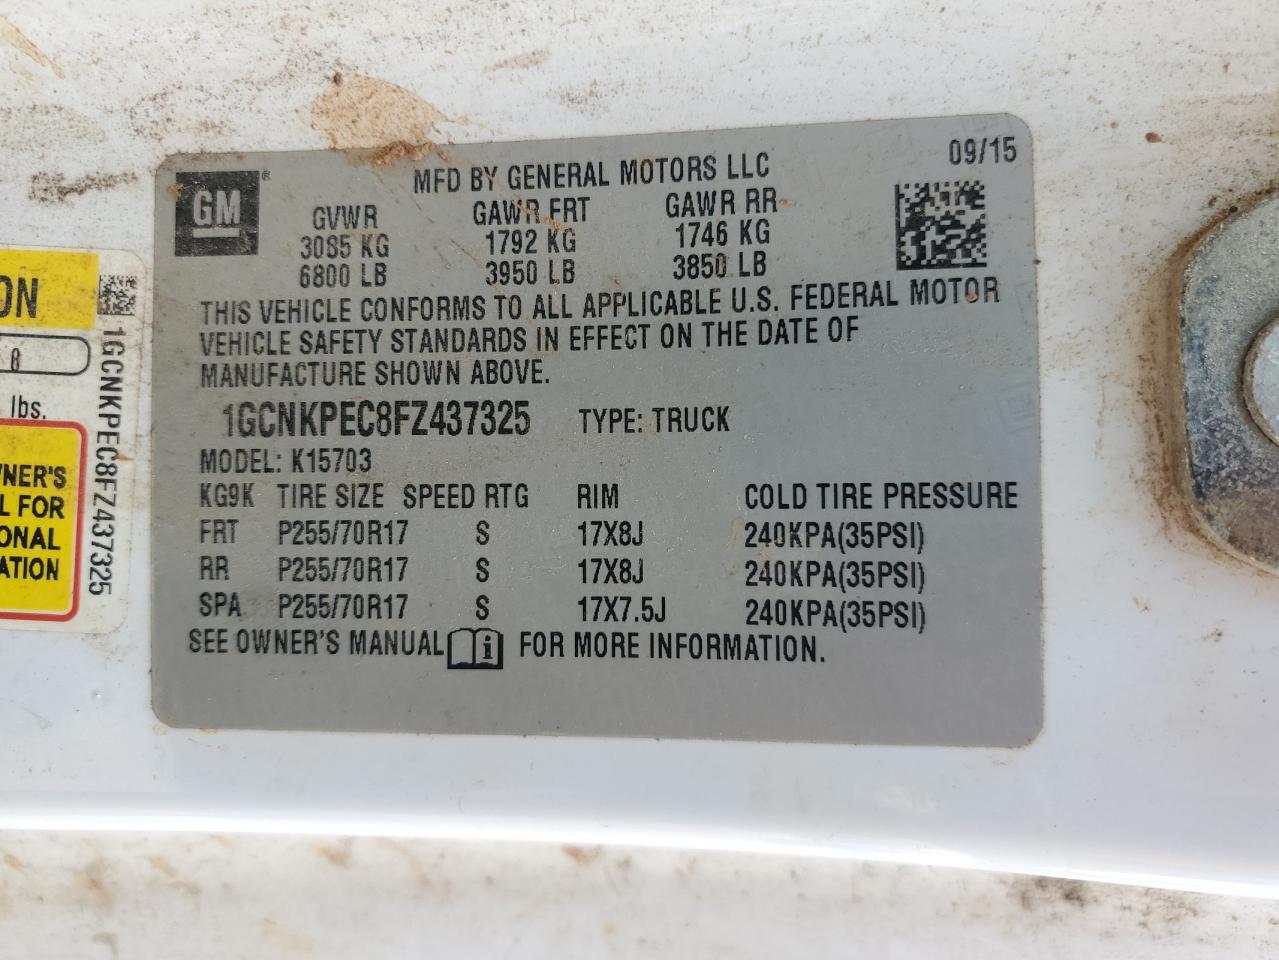 GM ®
MFD BY GENERAL MOTORS LLC
09/15
GVWR GAWR FRT GAWR RR
3085 KG 1792 KG 1746 KG
6800 LB 3950 LB 3850 LB
THIS VEHICLE CONFORMS TO ALL APPLICABLE U.S. FEDERAL MOTOR
VEHICLE SAFETY STANDARDS IN EFFECT ON THE DATE OF
MANUFACTURE SHOWN ABOVE.
1GCNKPEC8FZ437325 TYPE: TRUCK
MODEL: K15703
KG9K TIRE SIZE SPEED RTG RIM COLD TIRE PRESSURE
FRT P255/70R17 S 17X8J 240KPA(35PSI)
RR P255/70R17 S 17X8J 240KPA(35PSI)
SPA P255/70R17 S 17X7.5J 240KPA(35PSI)
SEE OWNER'S MANUAL i FOR MORE INFORMATION.
ON
8
lbs.
WNER'S
L FOR
ONAL
ATION
1GCNKPEC8FZ437325